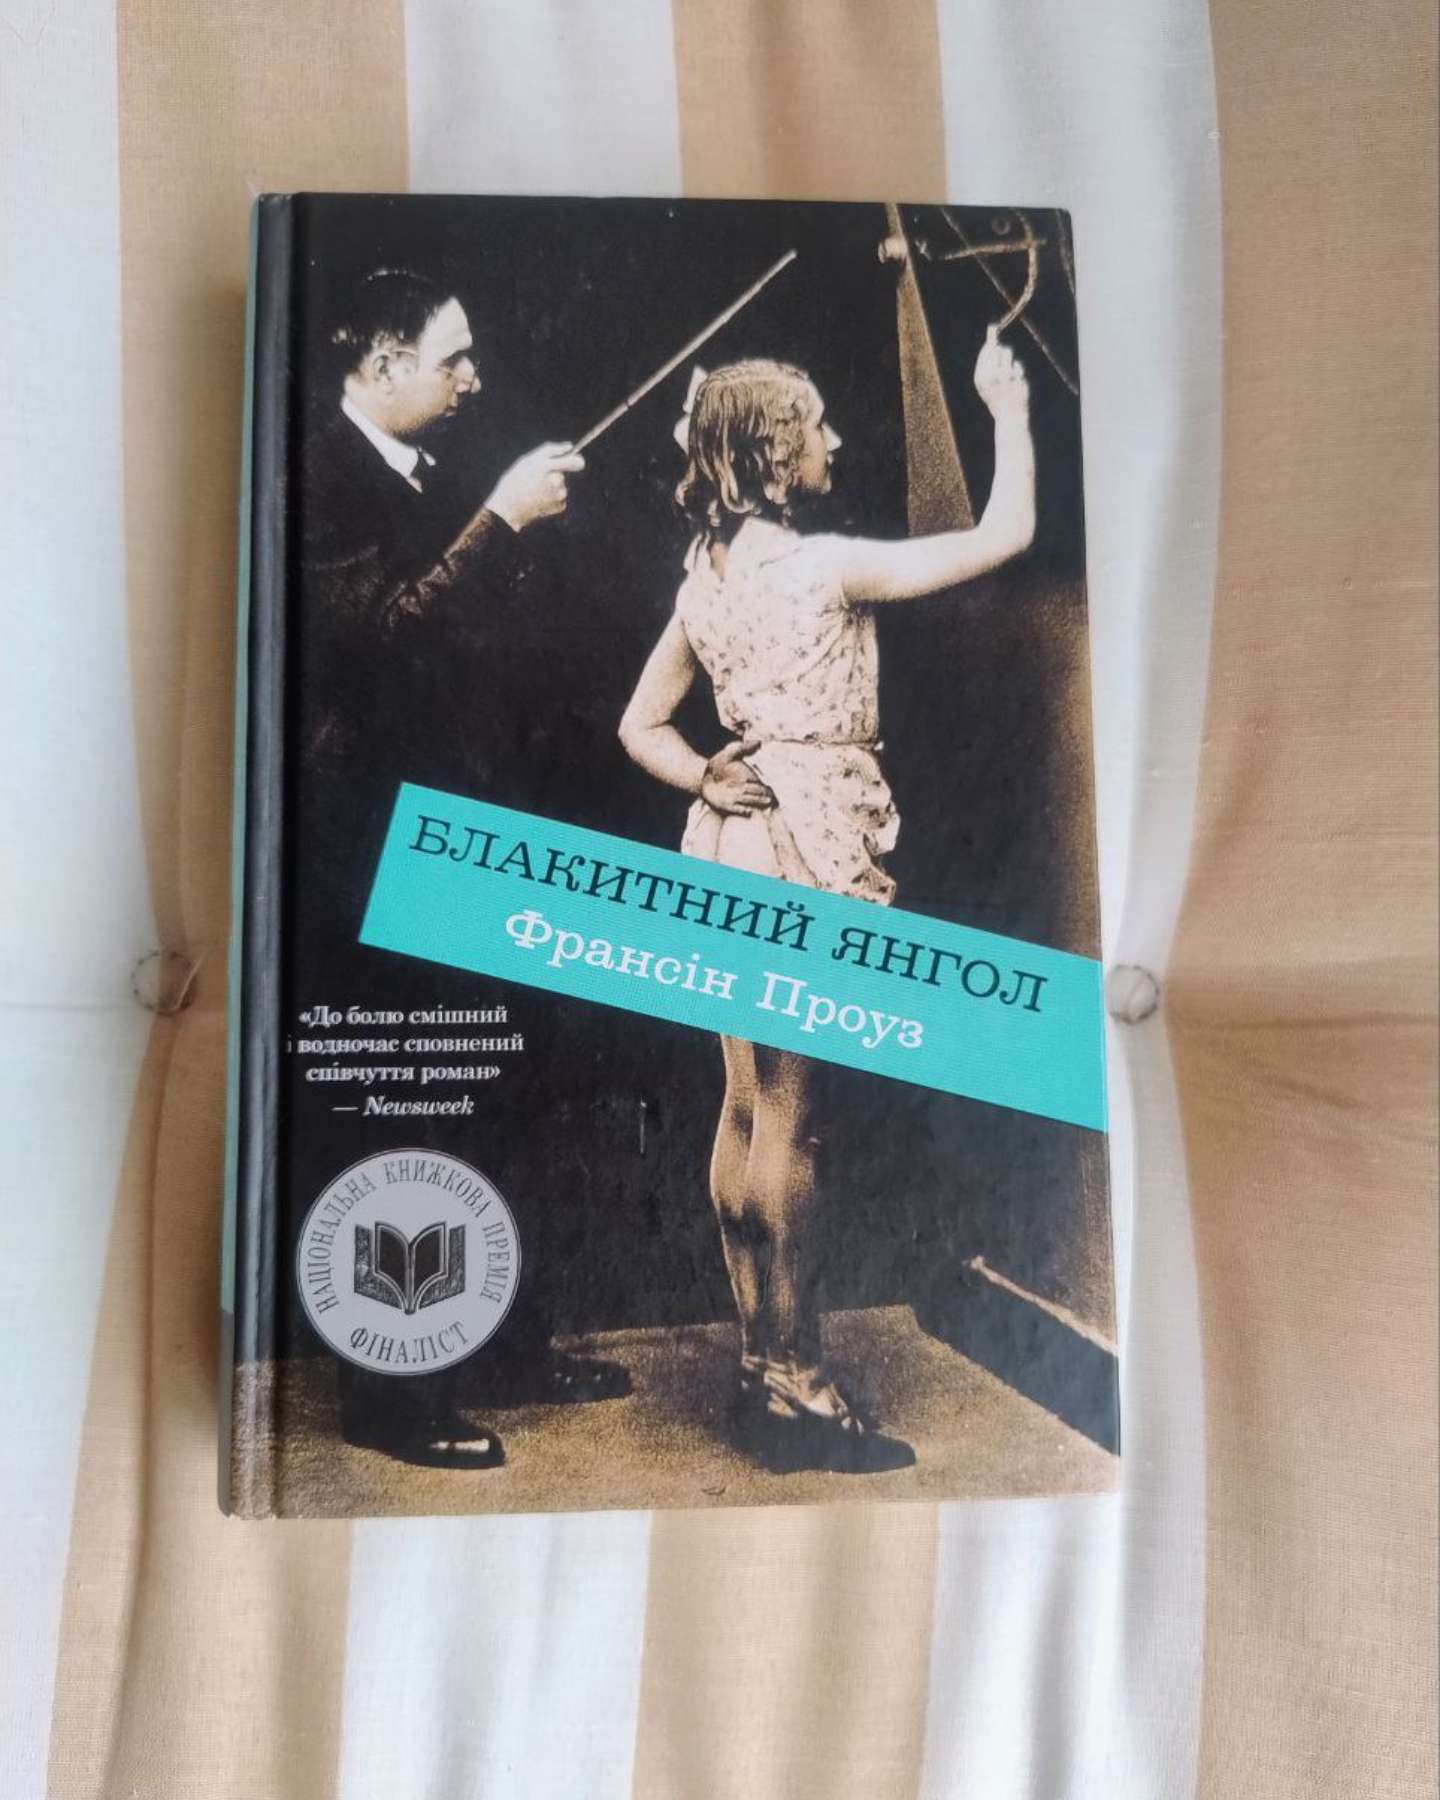 БЛАКИТНИЙ ЯНГОЛ
Франсін Проуз
«До болю смішний
і водночас сповнений
співчуття роман»
— Newsweek
НАЦІОНАЛЬНА КНИЖКОВА ПРЕМІЯ
ФІНАЛІСТ